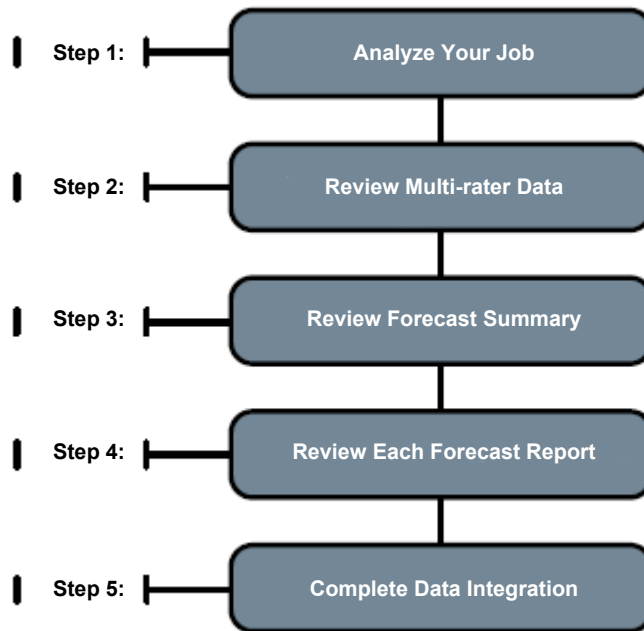 Step 1: Analyze Your Job
Step 2: Review Multi-rater Data
Step 3: Review Forecast Summary
Step 4: Review Each Forecast Report
Step 5: Complete Data Integration